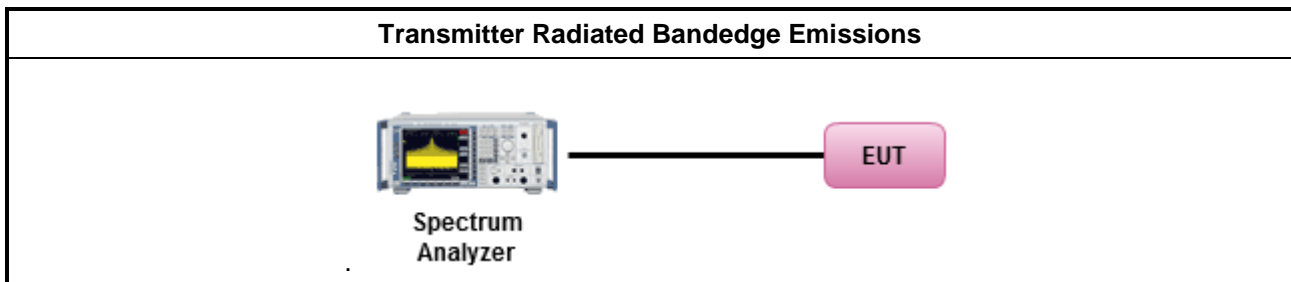 Transmitter Radiated Bandedge Emissions
EUT
Spectrum
Analyzer
.